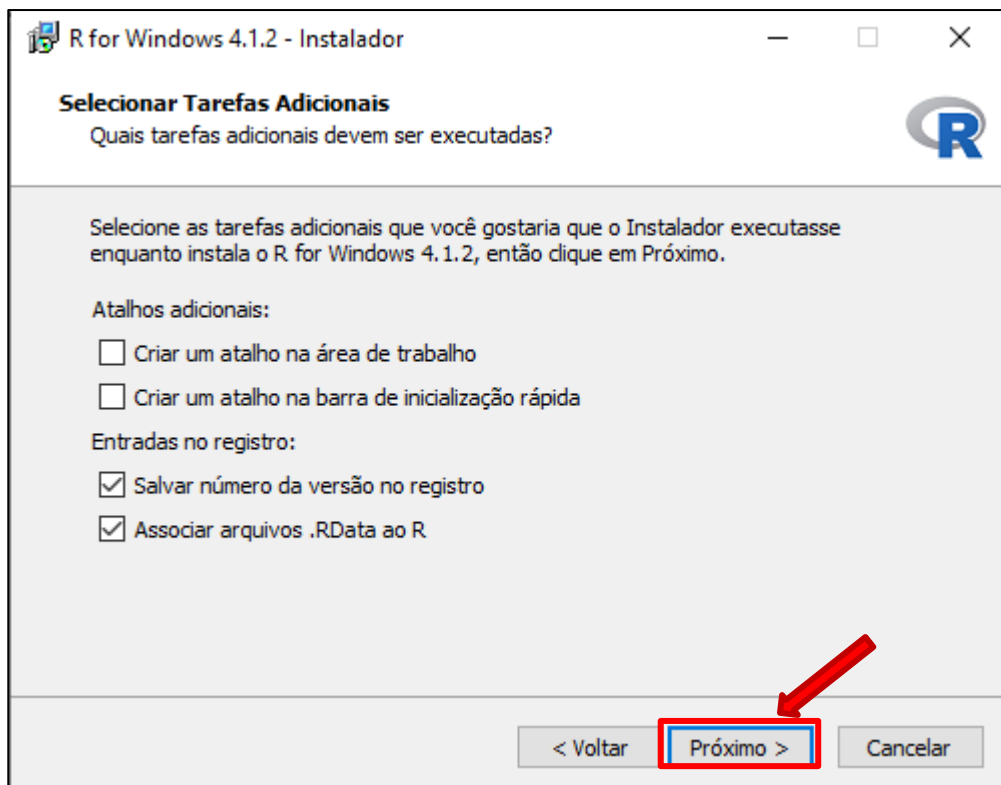 R for Windows 4.1.2 - Instalador
Selecionar Tarefas Adicionais
Quais tarefas adicionais devem ser executadas?
R
Selecione as tarefas adicionais que você gostaria que o Instalador executasse
enquanto instala o R for Windows 4.1.2, então clique em Próximo.
Atalhos adicionais:
Criar um atalho na área de trabalho
Criar um atalho na barra de inicialização rápida
Entradas no registro:
Salvar número da versão no registro
Associar arquivos .RData ao R
< Voltar
Próximo >
Cancelar